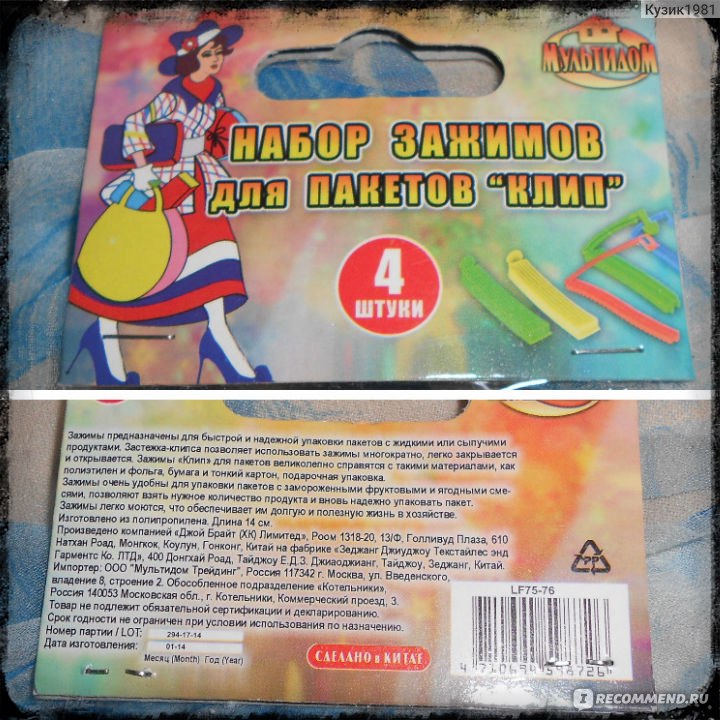 Кузик1981
МУЛЬТИДОМ
НАБОР ЗАЖИМОВ
ДЛЯ ПАКЕТОВ "КЛИП"
4
ШТУКИ
Зажимы предназначены для быстрой и надежной упаковки пакетов с жидкими или сыпучими
продуктами. Застежка-клипса позволяет использовать зажимы многократно, легко закрывается
и открывается. Зажимы «Клип» для пакетов великолепно справятся с такими материалами, как
полиэтилен и фольга, бумага и тонкий картон, подарочная упаковка.
Зажимы очень удобны для упаковки пакетов с замороженными фруктовыми и ягодными сме-
сями, позволяют взять нужное количество продукта и вновь надежно упаковать пакет.
Зажимы легко моются, что обеспечивает им долгую и полезную жизнь в хозяйстве.
Изготовлено из полипропилена. Длина 14 см.
Произведено компанией «Джой Брайт (ХК) Лимитед», Роом 1318-20, 13/Ф, Голливуд Плаза, 610
Натхан Роад, Монгкок, Коулун, Гонконг, Китай на фабрике «Зеджанг Джиуджоу Текстайлес энд
Гарментс Ко. ЛТД», 400 Донгхай Роад, Тайджоу Е.Д.З. Джиаоджианг, Тайджоу, Зеджанг, Китай.
Импортер: ООО "Мультидом Трейдинг", Россия 117342 г. Москва, ул. Введенского,
владение 8, строение 2. Обособленное подразделение «Котельники»,
Россия 140053 Московская обл., г. Котельники, Коммерческий проезд, 3.
Товар не подлежит обязательной сертификации и декларированию.
Срок годности не ограничен при условии использования по назначению.
Номер партии / LOT: 294-17-14
Дата изготовления: 01-14
Месяц (Month) Год (Year)
СДЕЛАНО в КИТАЕ
PP
LF75-76
RECOMMEND.RU